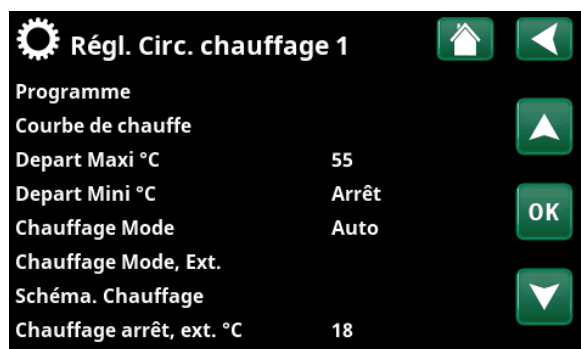 Régl. Circ. chauffage 1
Programme
Courbe de chauffe
Depart Maxi °C 55
Depart Mini °C Arrêt
Chauffage Mode Auto
Chauffage Mode, Ext.
Schéma. Chauffage
Chauffage arrêt, ext. °C 18
OK